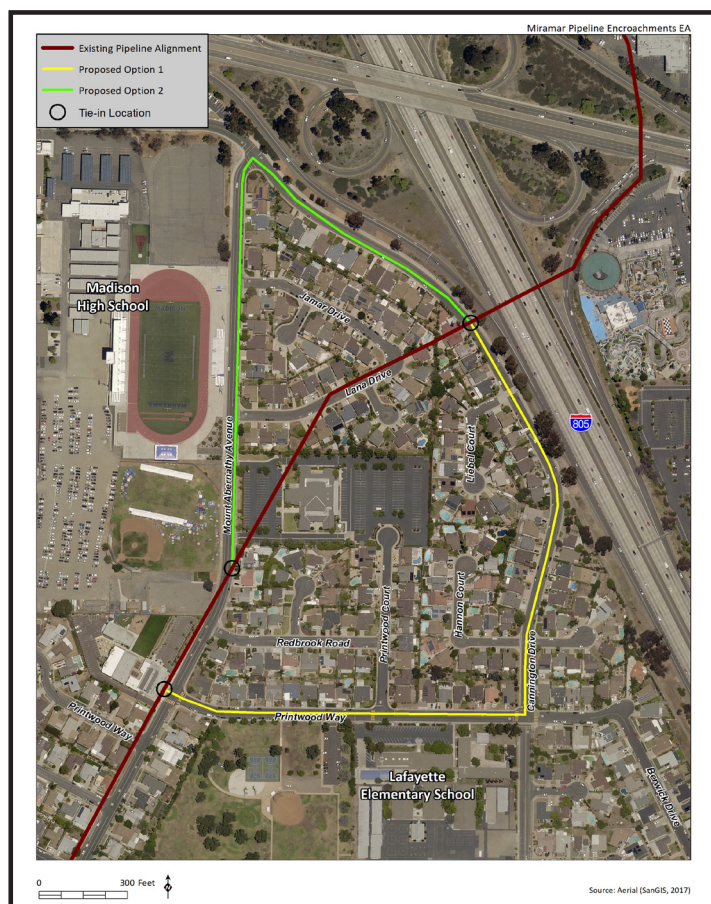 Miramar Pipeline Encroachments EA
Existing Pipeline Alignment
Proposed Option 1
Proposed Option 2
Tie-in Location
Madison
High School
Jamar Drive
Lana Drive
805
Mount Abernathy Avenue
Liebel Court
Hannon Court
Printwood Court
Redbrook Road
Cannington Drive
Printwood Way
Printwood Way
Lafayette
Elementary School
Berwick Drive
0 300 Feet
Source: Aerial (SanGIS, 2017)